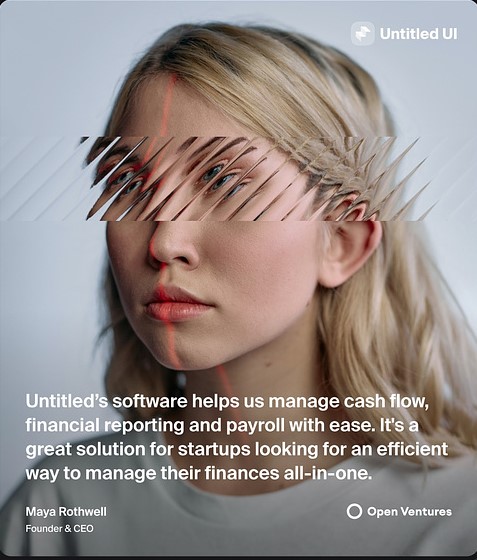 Untitled UI
Untitled’s software helps us manage cash flow,
financial reporting and payroll with ease. It's a
great solution for startups looking for an efficient
way to manage their finances all-in-one.
Maya Rothwell
Open Ventures
Founder & CEO